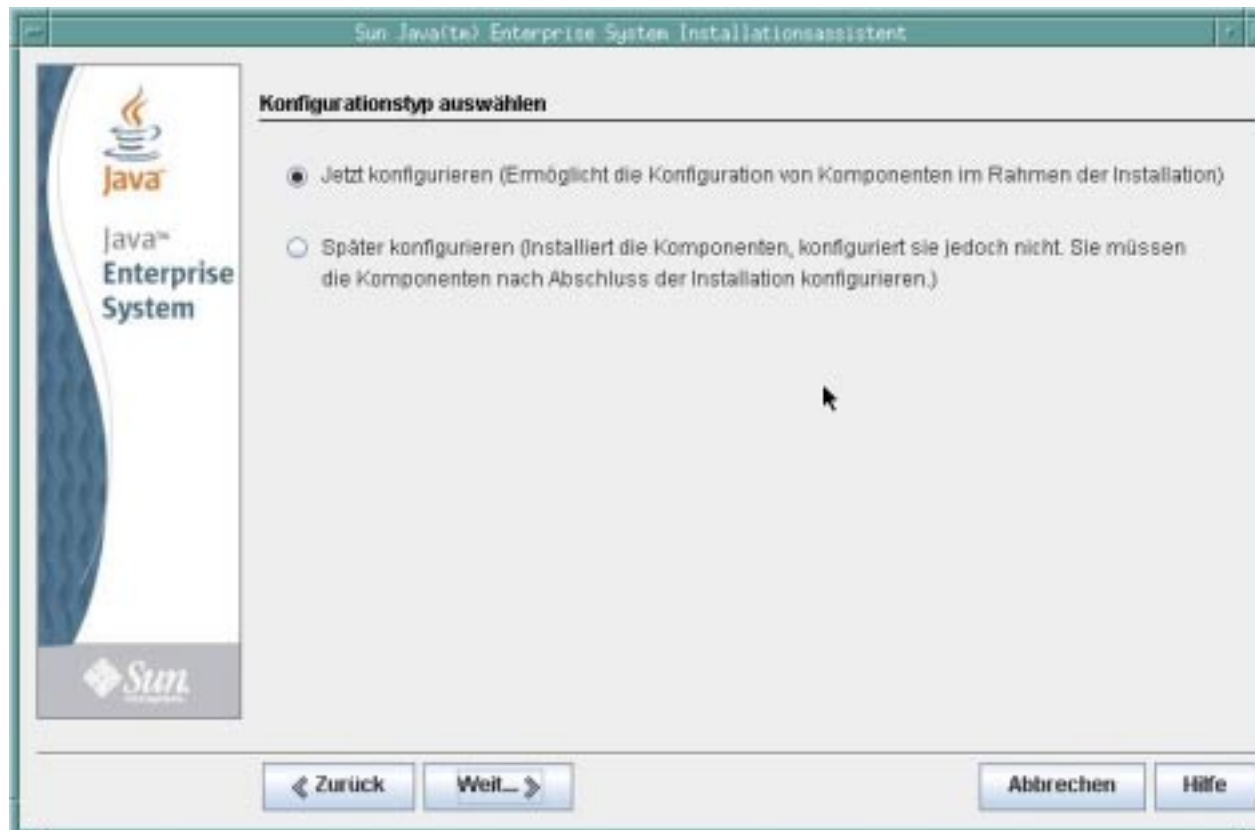 Sun Java(tm) Enterprise System Installationsassistent
Java
Java™
Enterprise
System
Sun
Konfigurationstyp auswählen
Jetzt konfigurieren (Ermöglicht die Konfiguration von Komponenten im Rahmen der Installation)
Später konfigurieren (Installiert die Komponenten, konfiguriert sie jedoch nicht. Sie müssen
die Komponenten nach Abschluss der Installation konfigurieren.)
Zurück
Weit...
Abbrechen
Hilfe